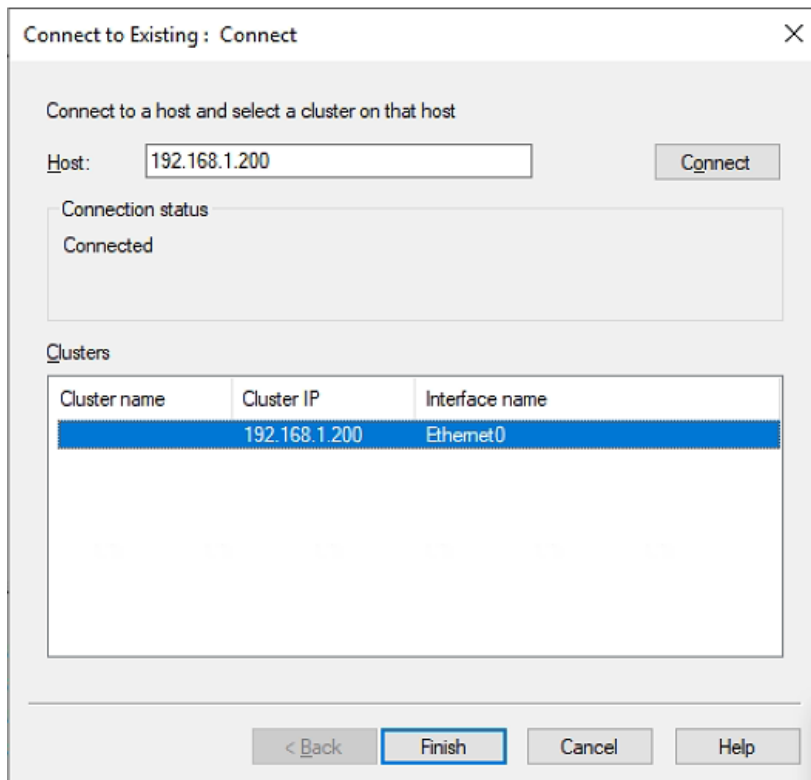 Connect to Existing : Connect
Connect to a host and select a cluster on that host
Host: 192.168.1.200 Connect
Connection status
Connected
Clusters
Cluster name Cluster IP Interface name
192.168.1.200 Ethernet0
< Back Finish Cancel Help